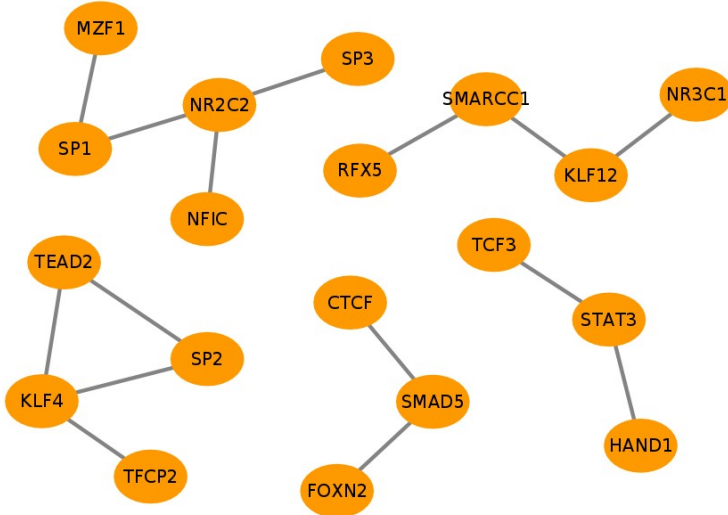 MZF1
SP3
NR2C2
SP1
NFIC
SMARCC1
NR3C1
RFX5
KLF12
TEAD2
SP2
KLF4
TFCP2
CTCF
SMAD5
FOXN2
TCF3
STAT3
HAND1